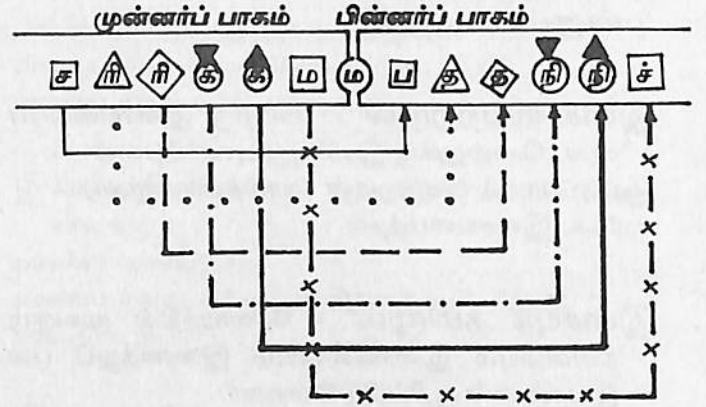 முன்னர்ப் பாகம் பின்னர்ப் பாகம்
ச ரி ரி க க ம ம ப த த நி நி ச்